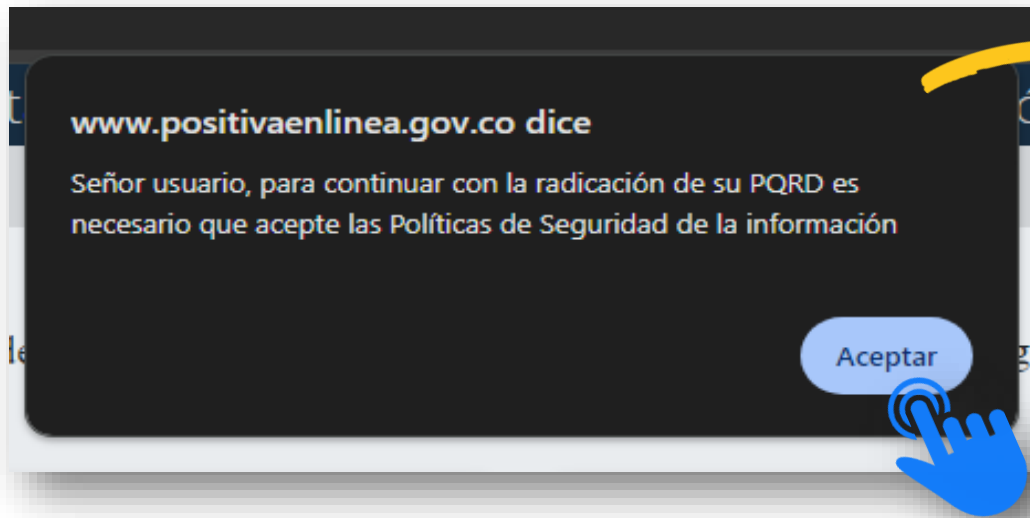 www.positivaenlinea.gov.co dice
Señor usuario, para continuar con la radicación de su PQRD es
necesario que acepte las Políticas de Seguridad de la información
Aceptar